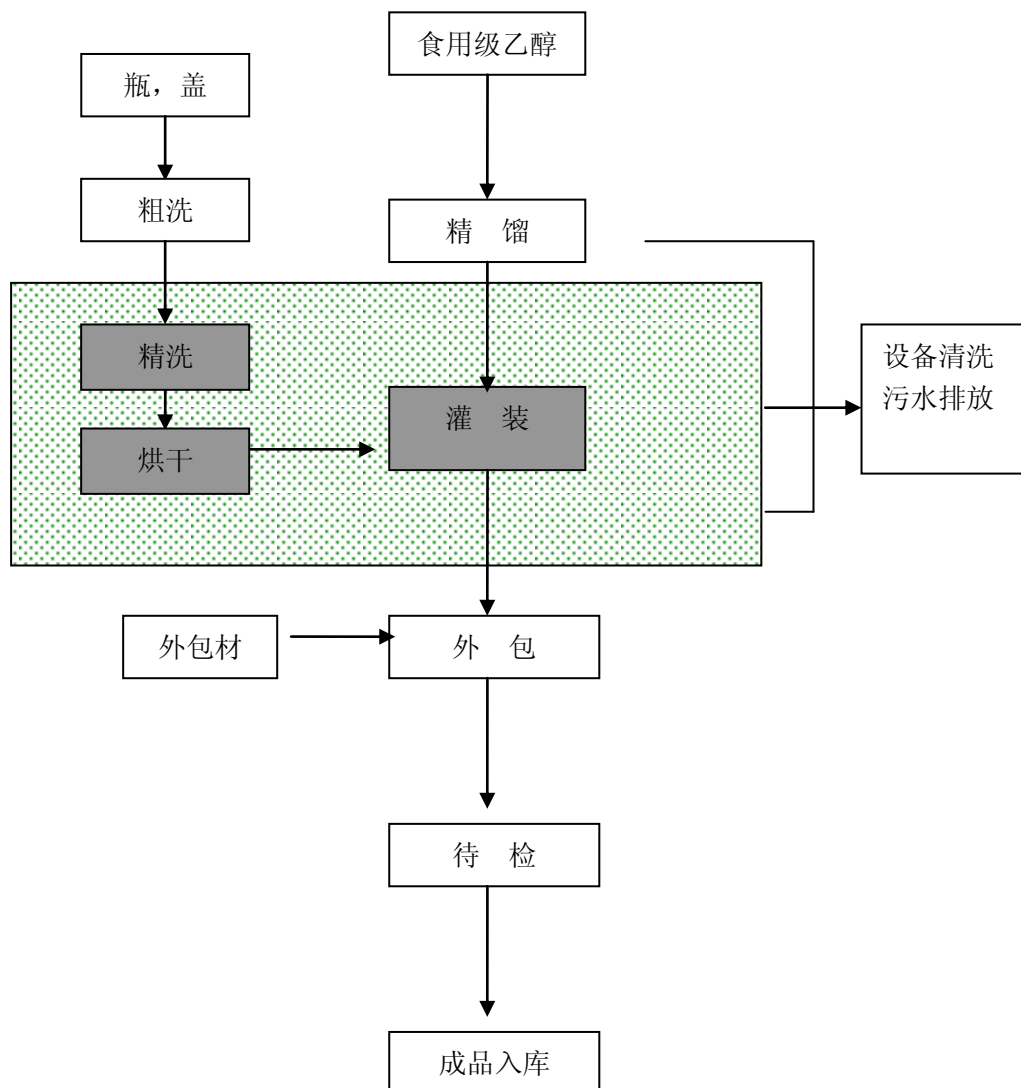 食用级乙醇
瓶，盖
粗洗
精 馏
精洗
设备清洗
污水排放
灌 装
烘干
外包材
外 包
待 检
成品入库